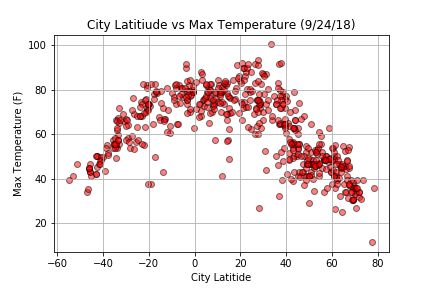 City Latitiude vs Max Temperature (9/24/18)
100
80
60
40
20
Max Temperature (F)
−60 −40 −20 0 20 40 60 80
City Latitide